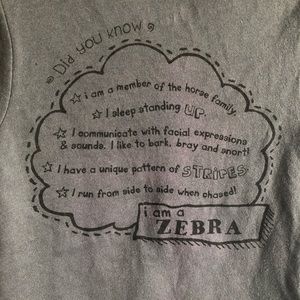 Did you know ?
i am a member of the horse family.
I sleep standing UP.
I communicate with facial expressions
& sounds. I like to bark, bray and snort!
I have a unique pattern of STRIPES
I run from side to side when chased!
i am a
ZEBRA